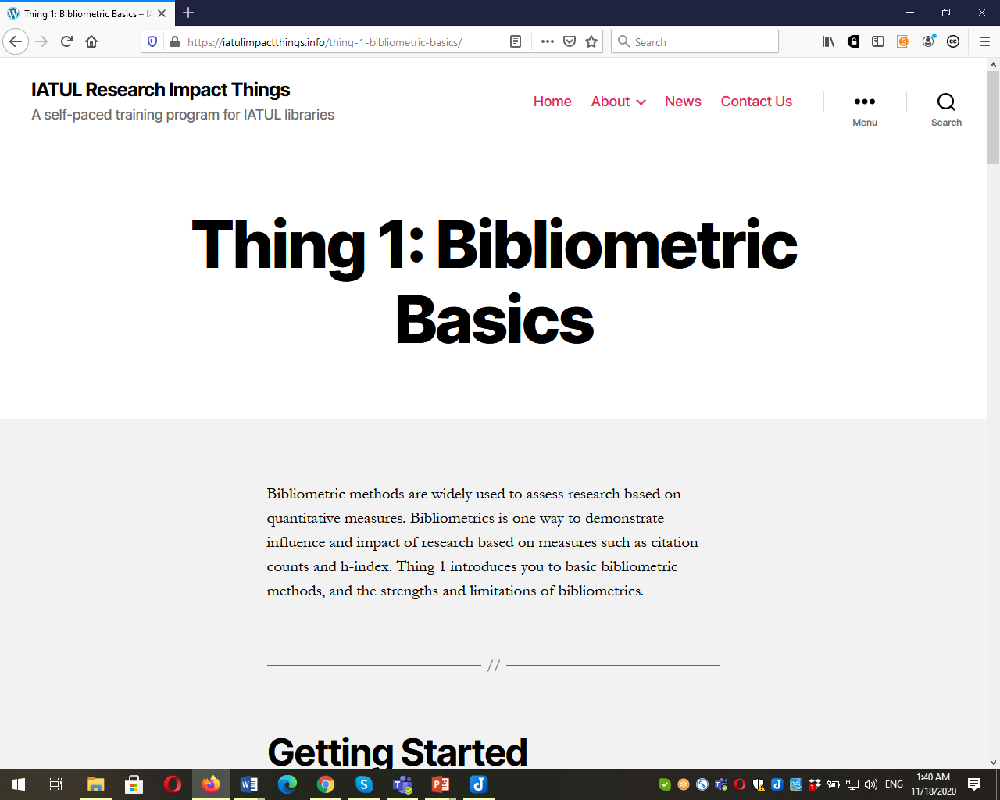 Thing 1: Bibliometric Basics – IA
https://iatulimpactthings.info/thing-1-bibliometric-basics/
Search
IATUL Research Impact Things
A self-paced training program for IATUL libraries
Home
About
News
Contact Us
Menu
Search
Thing 1: Bibliometric
Basics
Bibliometric methods are widely used to assess research based on
quantitative measures. Bibliometrics is one way to demonstrate
influence and impact of research based on measures such as citation
counts and h-index. Thing 1 introduces you to basic bibliometric
methods, and the strengths and limitations of bibliometrics.
//
Getting Started
ENG
1:40 AM
11/18/2020